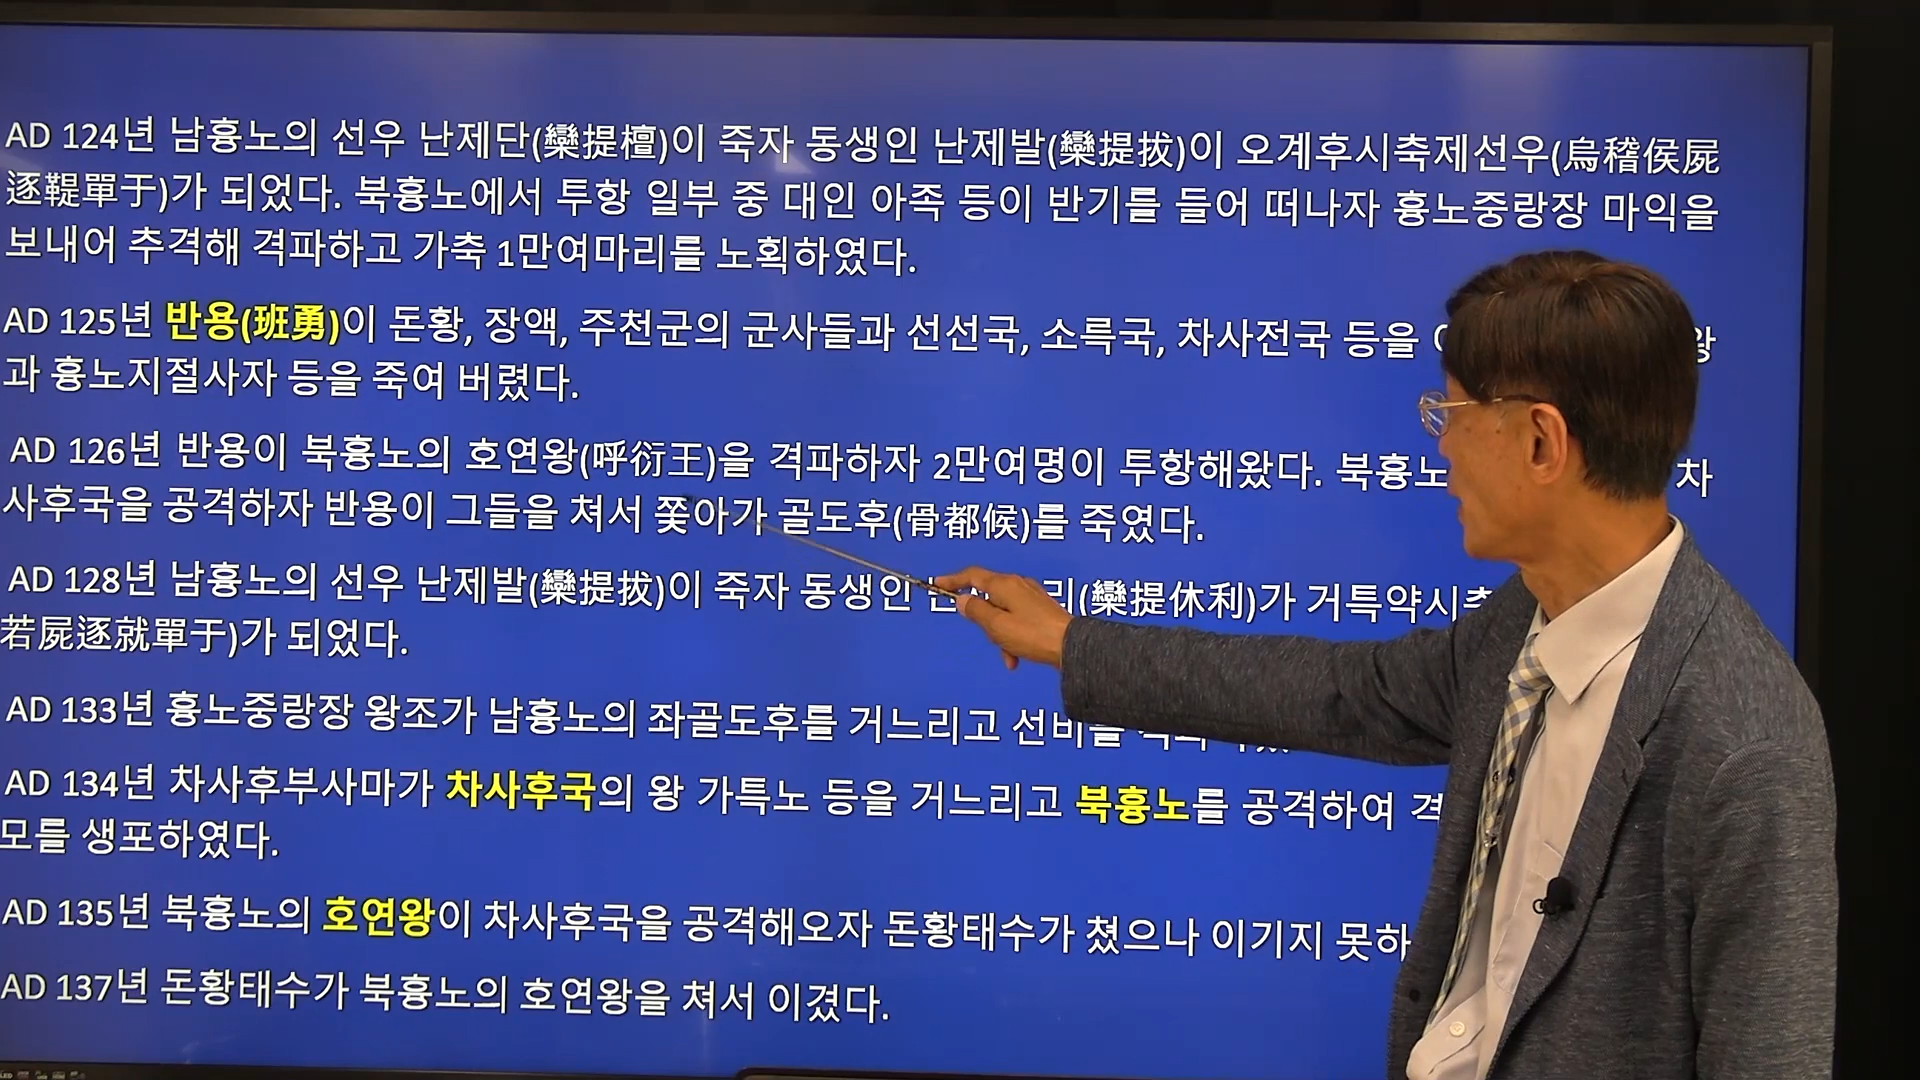 AD 124년 남흉노의 선우 난제단(欒提檀)이 죽자 동생인 난제발(欒提拔)이 오계후시축제선우(烏稽侯屍
逐鞮單于)가 되었다. 북흉노에서 투항 일부 중 대인 아족 등이 반기를 들어 떠나자 흉노중랑장 마익을
보내어 추격해 격파하고 가축 1만여마리를 노획하였다.
AD 125년 반용(班勇)이 돈황, 장액, 주천군의 군사들과 선선국, 소륵국, 차사전국 등을 왕
과 흉노지절사자 등을 죽여 버렸다.
AD 126년 반용이 북흉노의 호연왕(呼衍王)을 격파하자 2만여명이 투항해왔다. 북흉노 차
사후국을 공격하자 반용이 그들을 쳐서 쫓아가 골도후(骨都候)를 죽였다.
AD 128년 남흉노의 선우 난제발(欒提拔)이 죽자 동생인 리(欒提休利)가 거특약시
若屍逐就單于)가 되었다.
AD 133년 흉노중랑장 왕조가 남흉노의 좌골도후를 거느리고 선비를
AD 134년 차사후부사마가 차사후국의 왕 가특노 등을 거느리고 북흉노를 공격하여 격
모를 생포하였다.
AD 135년 북흉노의 호연왕이 차사후국을 공격해오자 돈황태수가 쳤으나 이기지 못하
AD 137년 돈황태수가 북흉노의 호연왕을 쳐서 이겼다.